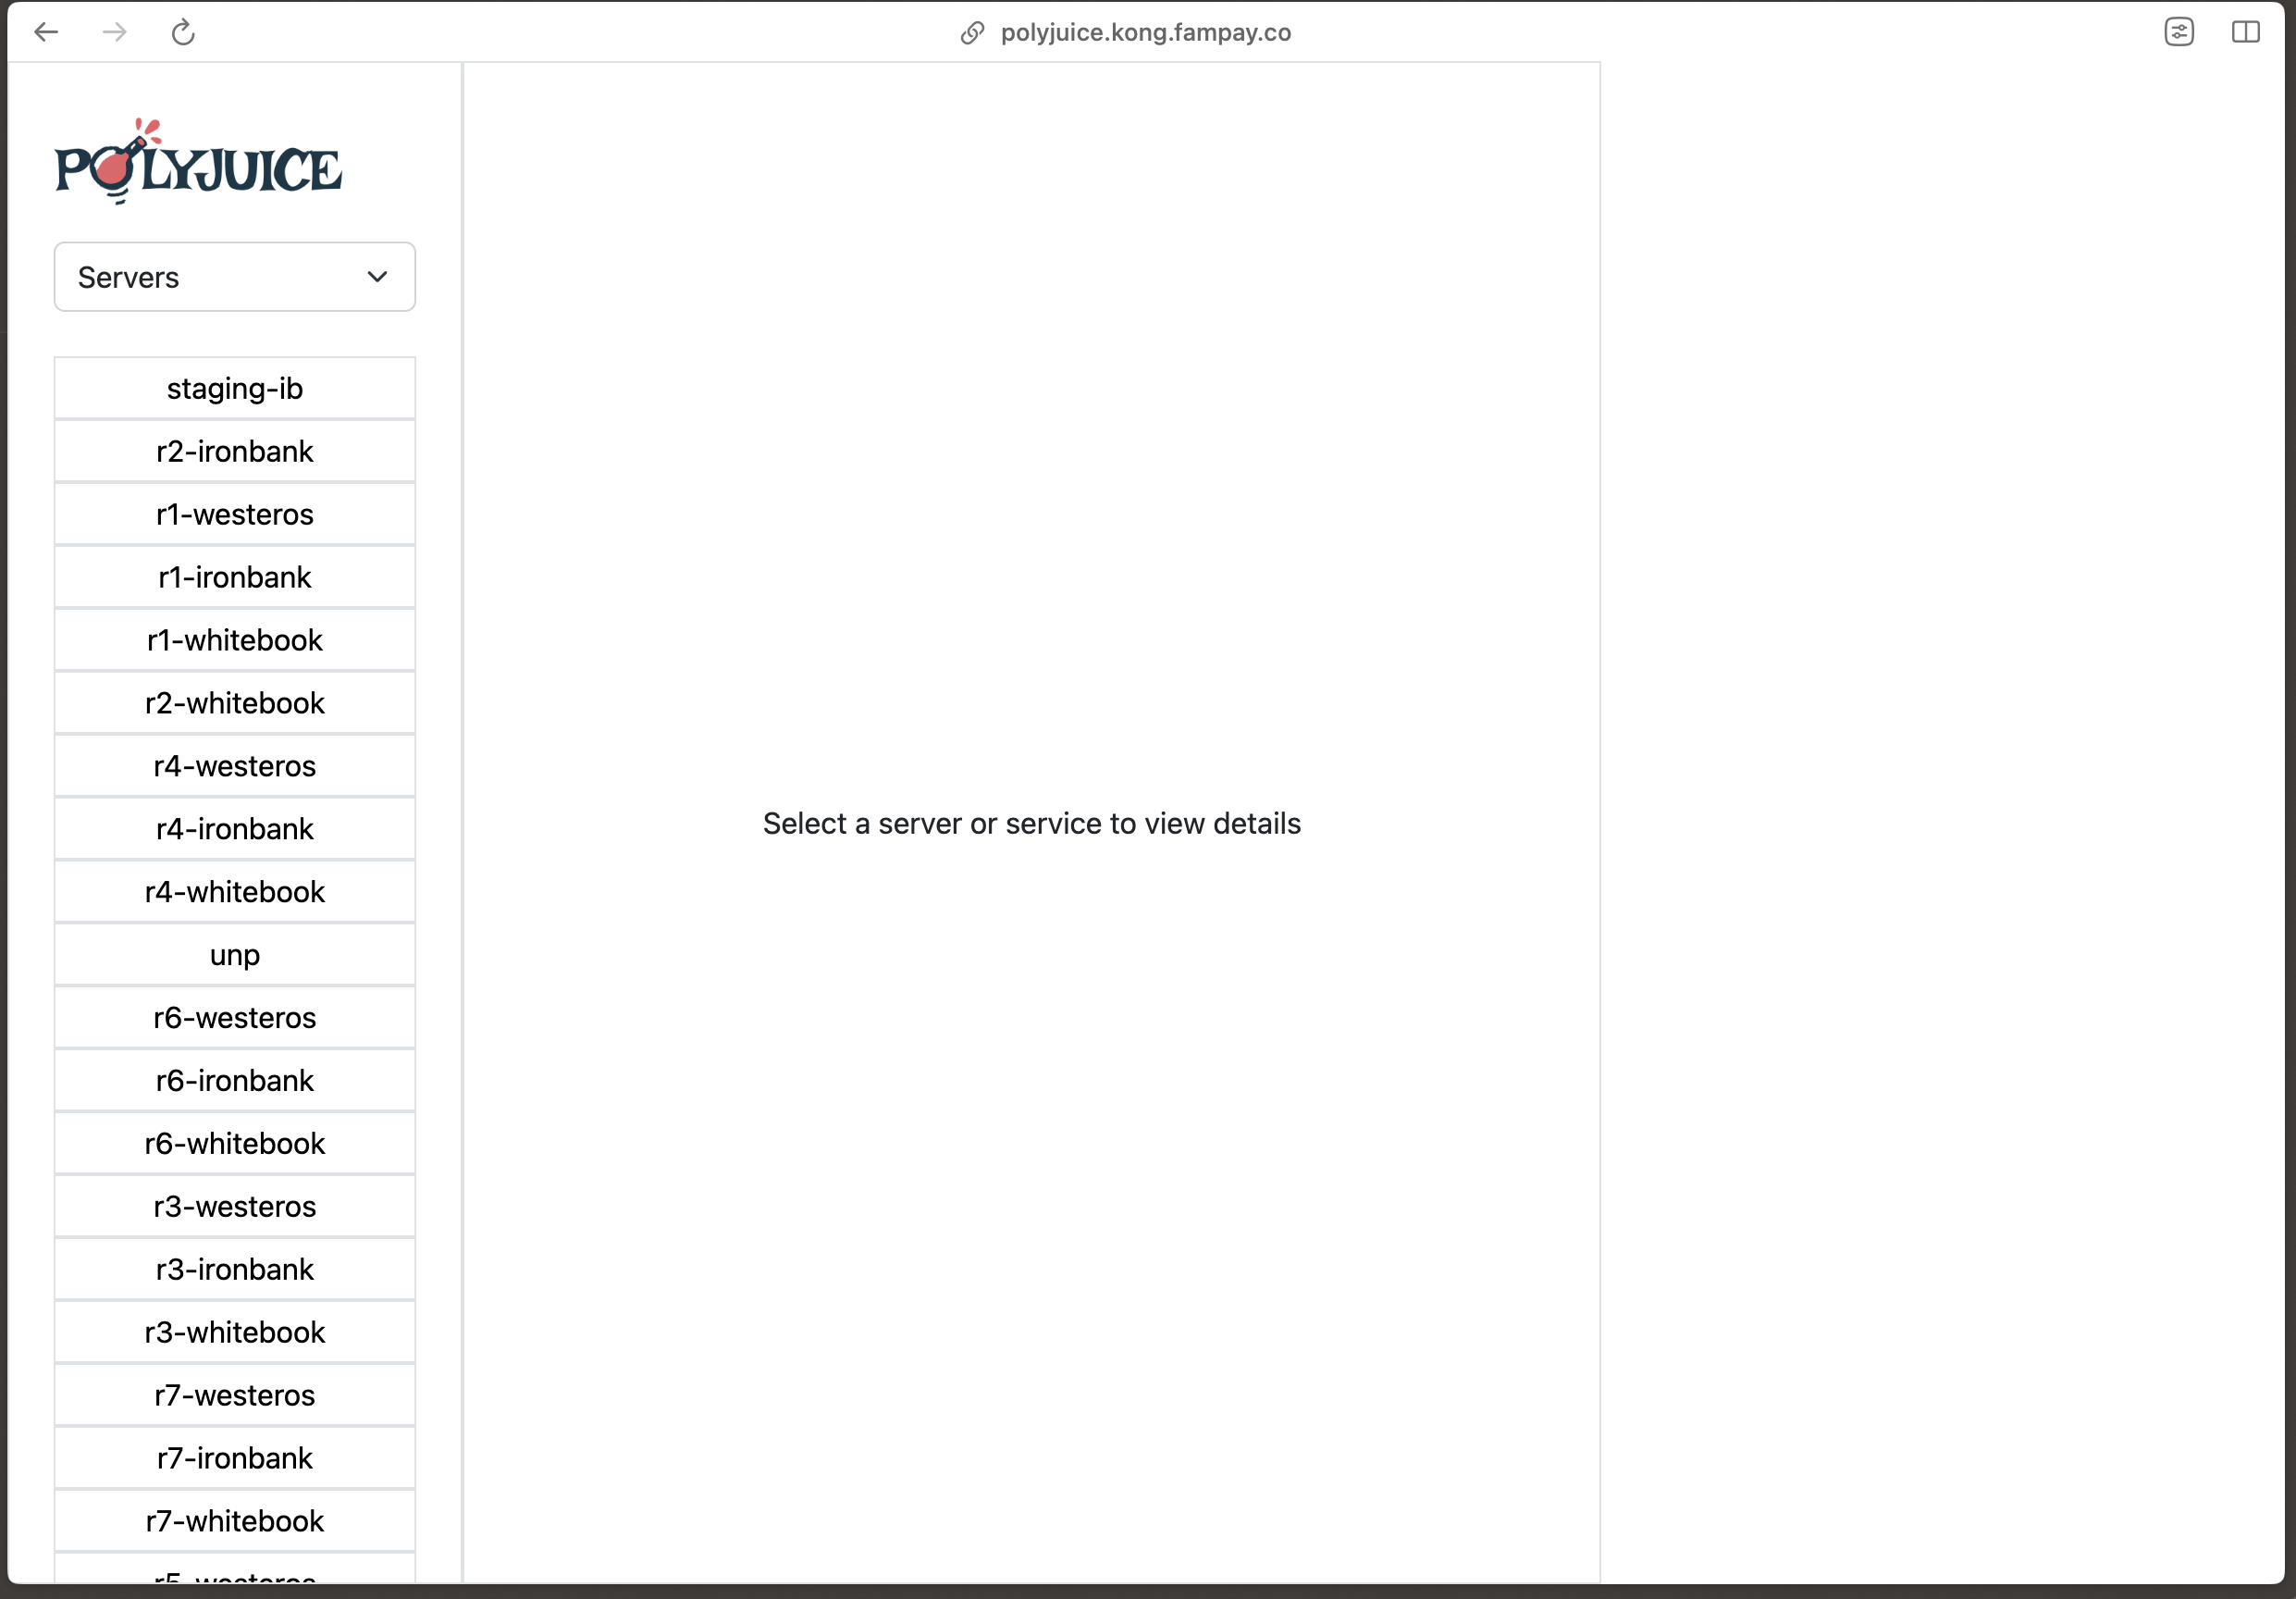 polyjuice.kong.fampay.co
POLYJUICE
Servers
staging-ib
r2-ironbank
r1-westeros
r1-ironbank
r1-whitebook
r2-whitebook
r4-westeros
r4-ironbank
r4-whitebook
unp
r6-westeros
r6-ironbank
r6-whitebook
r3-westeros
r3-ironbank
r3-whitebook
r7-westeros
r7-ironbank
r7-whitebook
r5-westeros
Select a server or service to view details